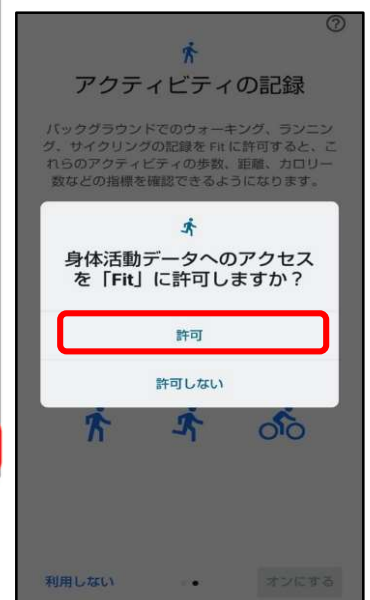 アクティビティの記録
バックグラウンドでのウォーキング、ランニン
グ、サイクリングの記録を Fit に許可すると、こ
れらのアクティビティの歩数、距離、カロリー
数などの指標を確認できるようになります。
身体活動データへのアクセス
を「Fit」に許可しますか？
許可
許可しない
利用しない
オンにする